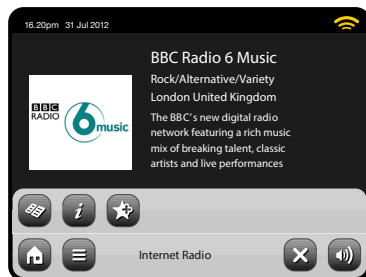 16.20pm 31 Jul 2012
BBC Radio 6 Music
Rock/Alternative/Variety
London United Kingdom
The BBC's new digital radio
network featuring a rich music
mix of breaking talent, classic
artists and live performances
BBC
RADIO
6
music
i
Internet Radio